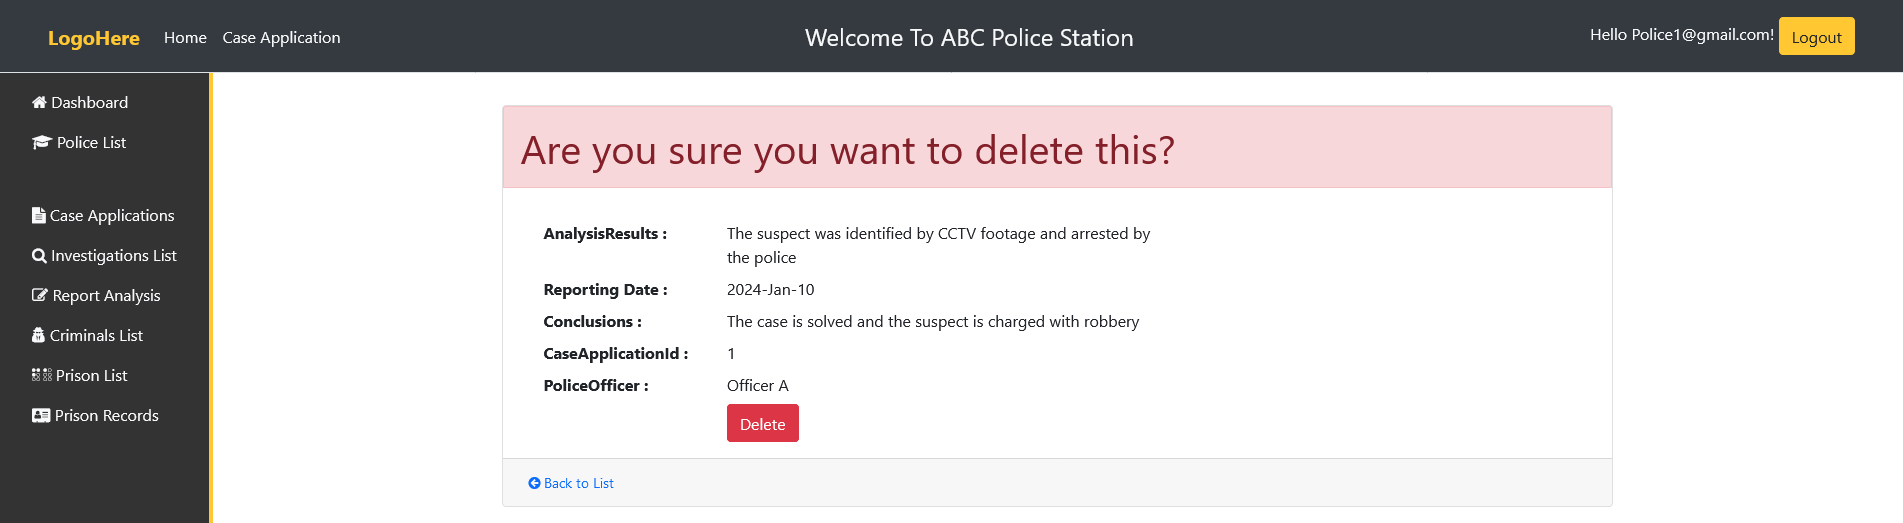 LogoHere Home Case Application Welcome To ABC Police Station Hello Police1@gmail.com! Logout
Dashboard
Police List
Case Applications
Investigations List
Report Analysis
Criminals List
Prison List
Prison Records
Are you sure you want to delete this?
AnalysisResults : The suspect was identified by CCTV footage and arrested by
the police
Reporting Date : 2024-Jan-10
Conclusions : The case is solved and the suspect is charged with robbery
CaseApplicationId : 1
PoliceOfficer : Officer A
Delete
Back to List